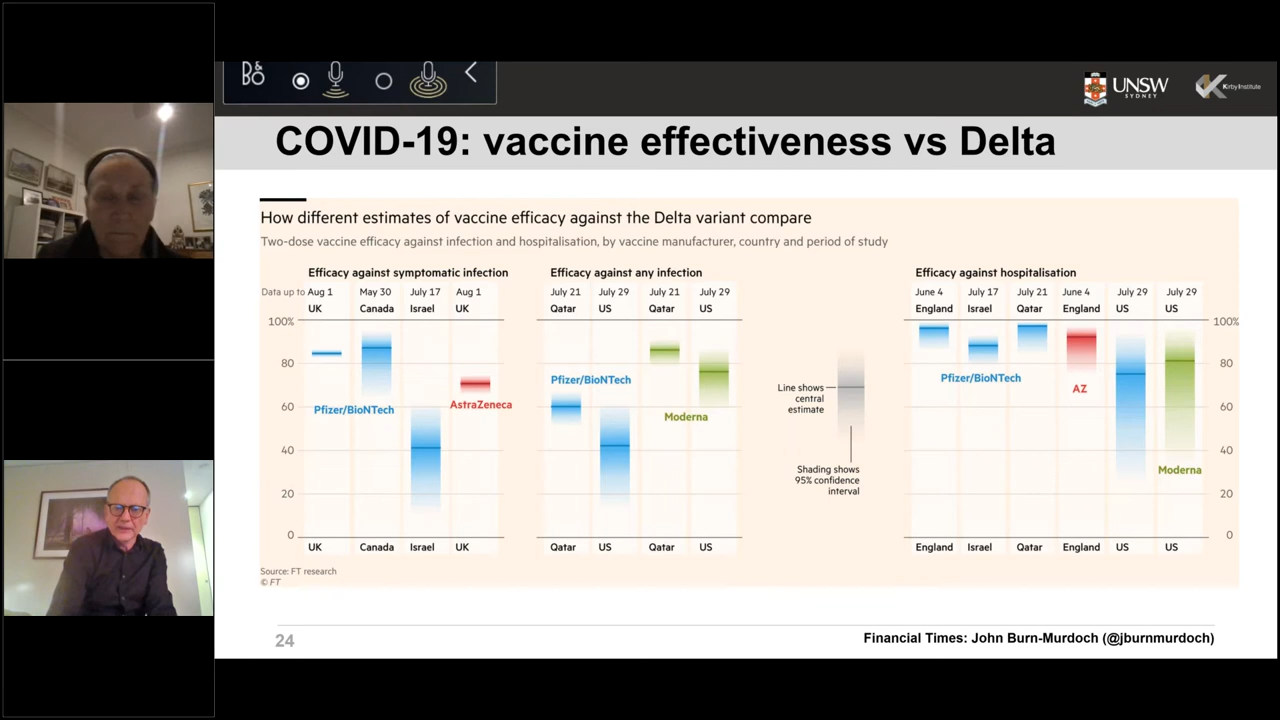 B&
BO
UNSW
SYDNEY
Kirby Institute
COVID-19: vaccine effectiveness vs Delta
How different estimates of vaccine efficacy against the Delta variant compare
Two-dose vaccine efficacy against infection and hospitalisation, by vaccine manufacturer, country and period of study
Efficacy against symptomatic infection
Data up to Aug 1 May 30 July 17 Aug 1
UK Canada Israel UK
100%
80
60
40
20
0
Pfizer/BioNTech
AstraZeneca
UK Canada Israel UK
Efficacy against any infection
July 21 July 29 July 21 July 29
Qatar US Qatar US
Pfizer/BioNTech
Moderna
Qatar US Qatar US
Line shows
central
estimate
Shading shows
95% confidence
interval
Efficacy against hospitalisation
June 4 July 17 July 21 June 4 July 29 July 29
England Israel Qatar England US US
100%
80
60
40
20
0
Pfizer/BioNTech
AZ
Moderna
England Israel Qatar England US US
Source: FT research
© FT
24
Financial Times: John Burn-Murdoch (@jburnmurdoch)